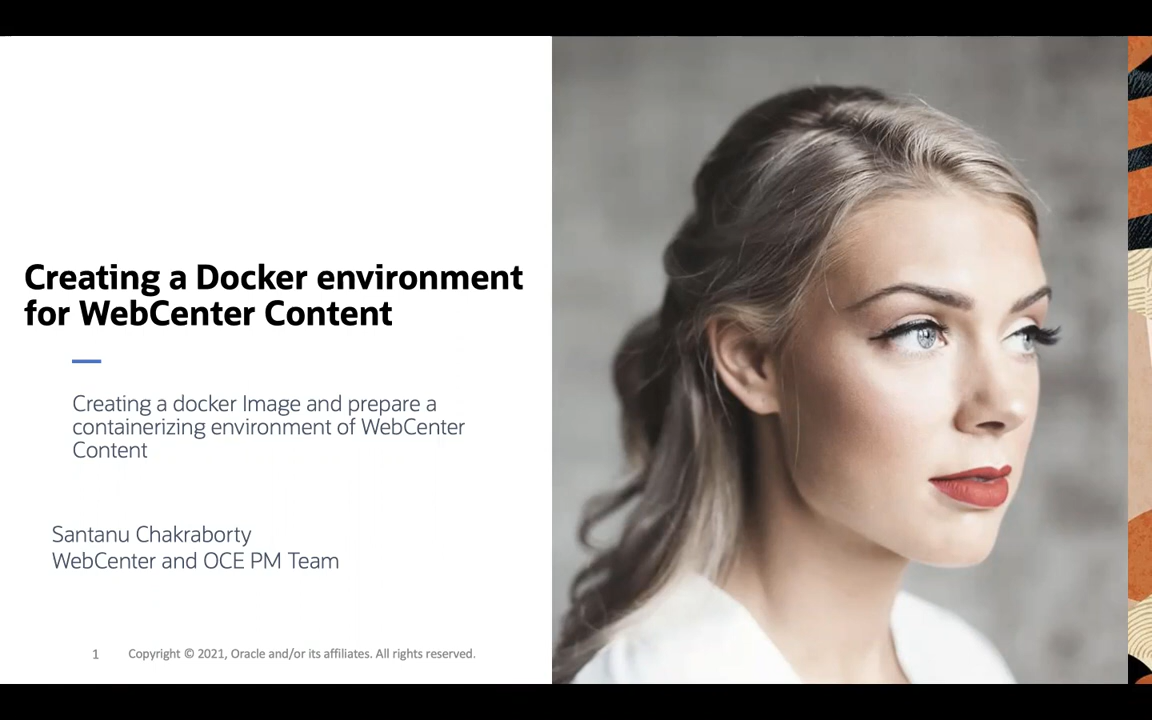 Creating a Docker environment
for WebCenter Content
Creating a docker Image and prepare a
containerizing environment of WebCenter
Content
Santanu Chakraborty
WebCenter and OCE PM Team
1 Copyright © 2021, Oracle and/or its affiliates. All rights reserved.